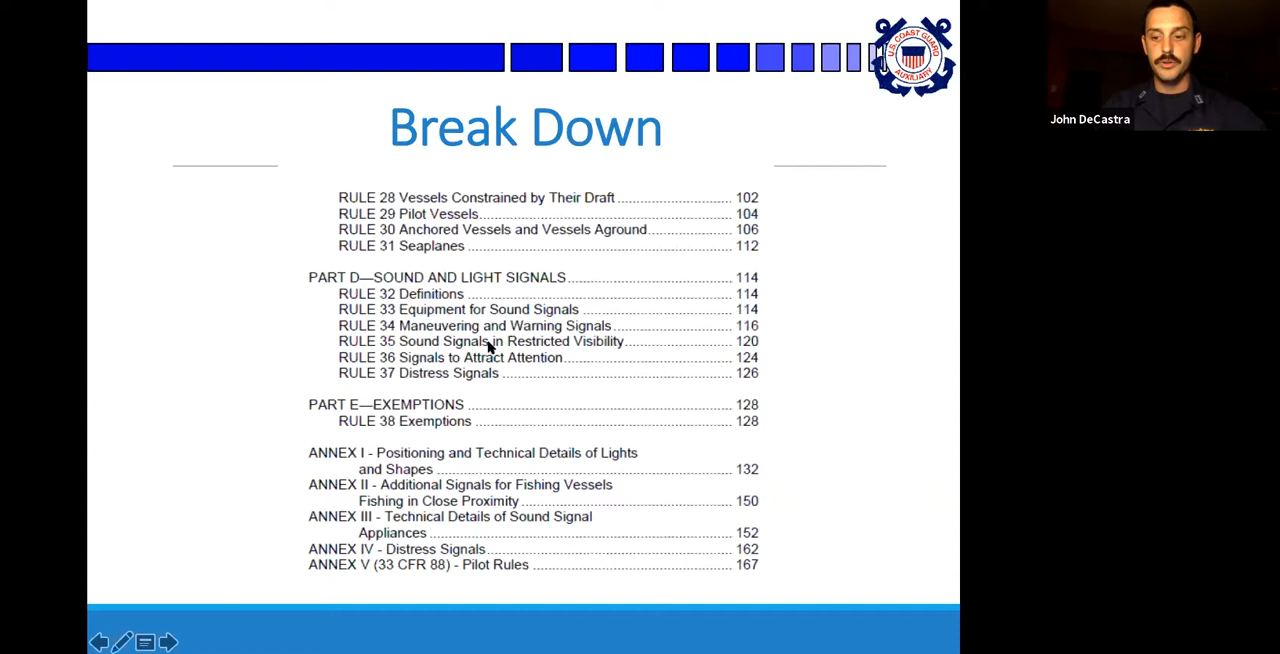 U.S. COAST GUARD
AUXILIARY
John DeCastra
Break Down
RULE 28 Vessels Constrained by Their Draft 102
RULE 29 Pilot Vessels 104
RULE 30 Anchored Vessels and Vessels Aground 106
RULE 31 Seaplanes 112
PART D—SOUND AND LIGHT SIGNALS 114
RULE 32 Definitions 114
RULE 33 Equipment for Sound Signals 114
RULE 34 Maneuvering and Warning Signals 116
RULE 35 Sound Signals in Restricted Visibility 120
RULE 36 Signals to Attract Attention 124
RULE 37 Distress Signals 126
PART E—EXEMPTIONS 128
RULE 38 Exemptions 128
ANNEX I - Positioning and Technical Details of Lights
and Shapes 132
ANNEX II - Additional Signals for Fishing Vessels
Fishing in Close Proximity 150
ANNEX III - Technical Details of Sound Signal
Appliances 152
ANNEX IV - Distress Signals 162
ANNEX V (33 CFR 88) - Pilot Rules 167